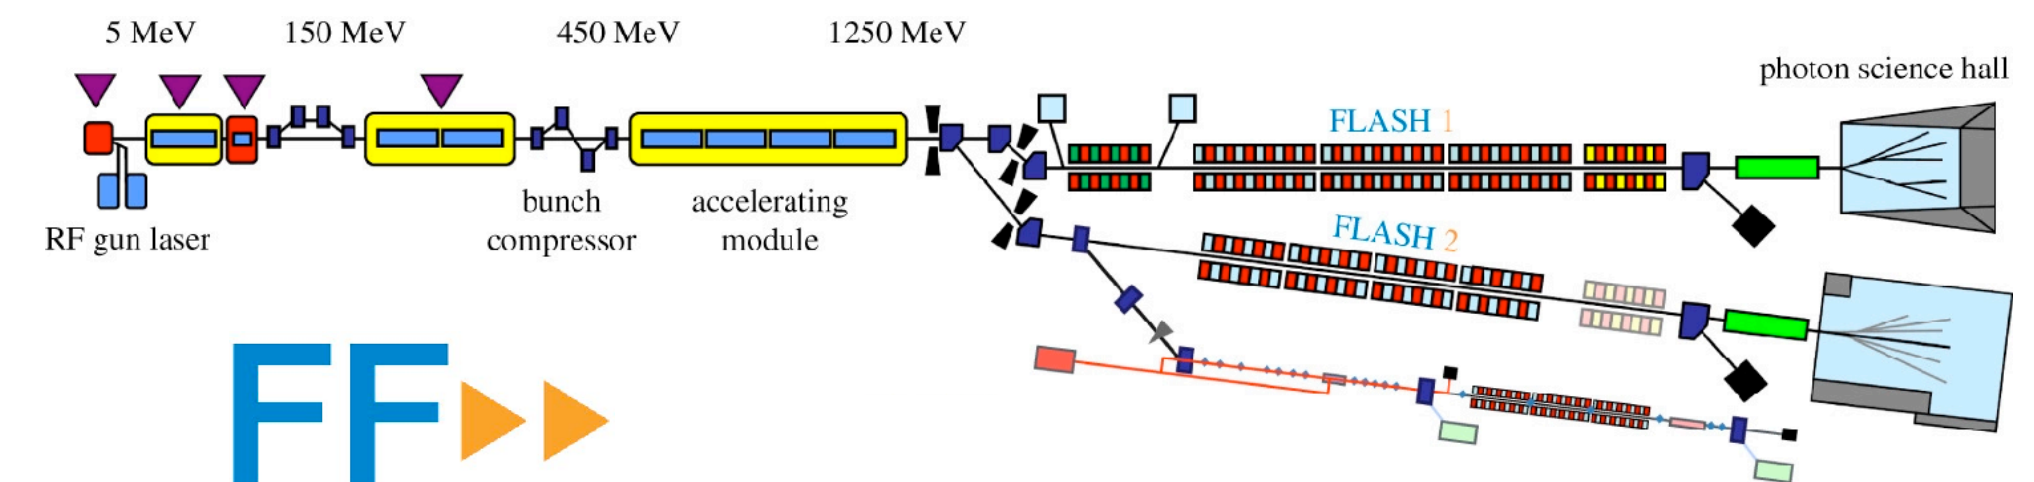 5 MeV
150 MeV
450 MeV
1250 MeV
photon science hall
FLASH 1
bunch
compressor
accelerating
module
RF gun laser
FLASH 2
FF